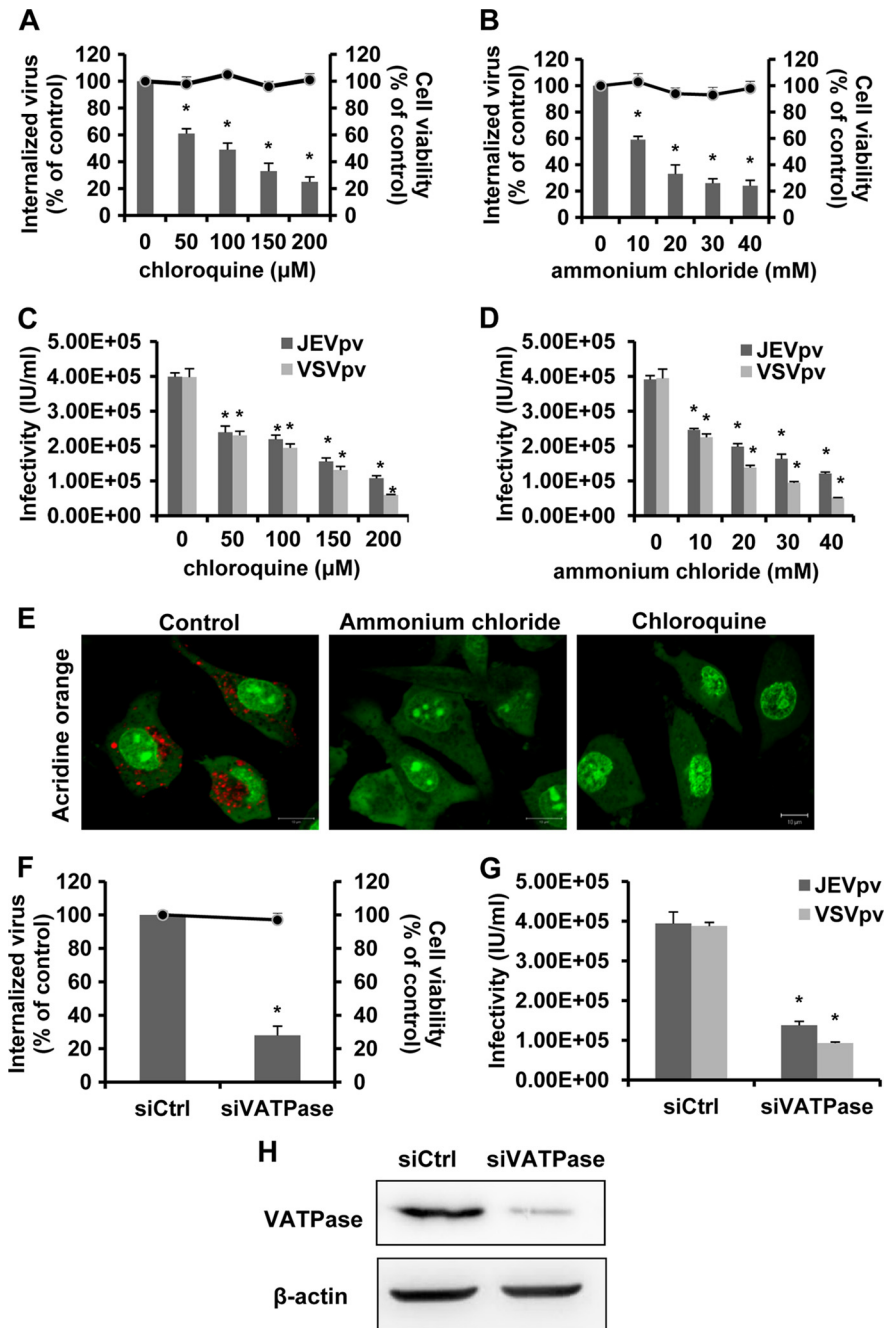 A
Internalized virus
(% of control)
120
100
80
60
40
20
0
120
100
80
60
40
20
0
Cell viability
(% of control)
* * * *
0 50 100 150 200
chloroquine (µM)
B
Internalized virus
(% of control)
120
100
80
60
40
20
0
120
100
80
60
40
20
0
Cell viability
(% of control)
* * * *
0 10 20 30 40
ammonium chloride (mM)
C
Infectivity (IU/ml)
5.00E+05
4.00E+05
3.00E+05
2.00E+05
1.00E+05
0.00E+00
JEVpv
VSVpv
* * * * * * * *
0 50 100 150 200
chloroquine (µM)
D
Infectivity (IU/ml)
5.00E+05
4.00E+05
3.00E+05
2.00E+05
1.00E+05
0.00E+00
JEVpv
VSVpv
* * * * * * * *
0 10 20 30 40
ammonium chloride (mM)
E
Control Ammonium chloride Chloroquine
Acridine orange
10 µm
F
Internalized virus
(% of control)
120
100
80
60
40
20
0
120
100
80
60
40
20
0
Cell viability
(% of control)
*
siCtrl siVATPase
G
Infectivity (IU/ml)
5.00E+05
4.00E+05
3.00E+05
2.00E+05
1.00E+05
0.00E+00
JEVpv
VSVpv
* *
siCtrl siVATPase
H
siCtrl siVATPase
VATPase
β-actin